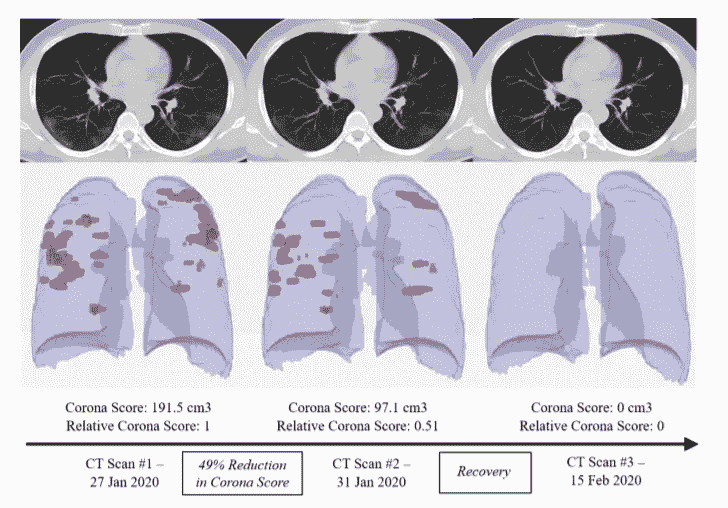 Corona Score: 191.5 cm3
Relative Corona Score: 1
Corona Score: 97.1 cm3
Relative Corona Score: 0.51
Corona Score: 0 cm3
Relative Corona Score: 0
CT Scan #1 –
27 Jan 2020
49% Reduction
in Corona Score
CT Scan #2 –
31 Jan 2020
Recovery
CT Scan #3 –
15 Feb 2020